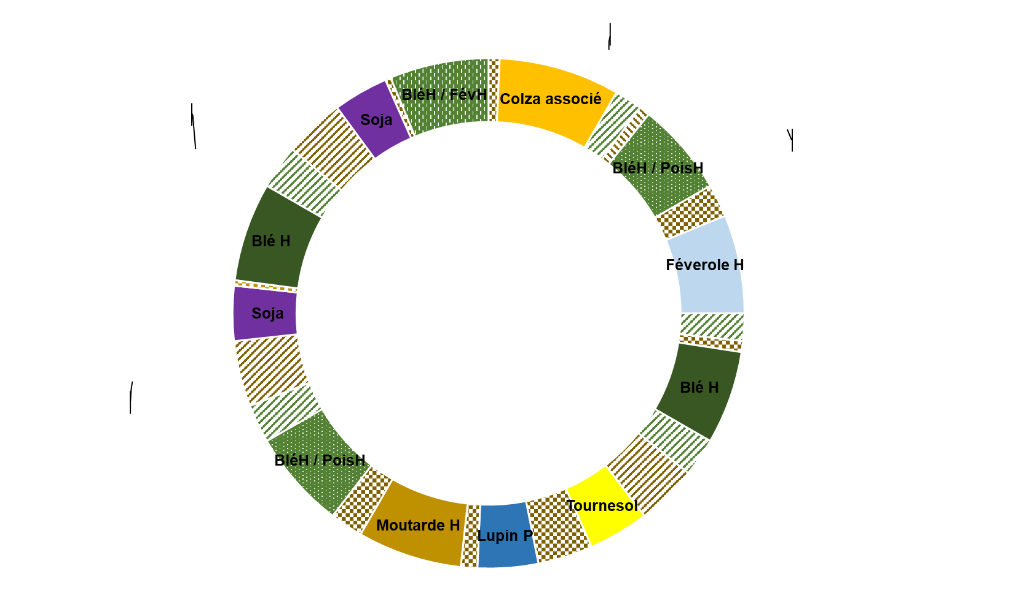 BléH / FévH
Colza associé
Soja
BléH / PoisH
Blé H
Féverole H
Soja
Blé H
BléH / PoisH
Tournesol
Moutarde H
Lupin P